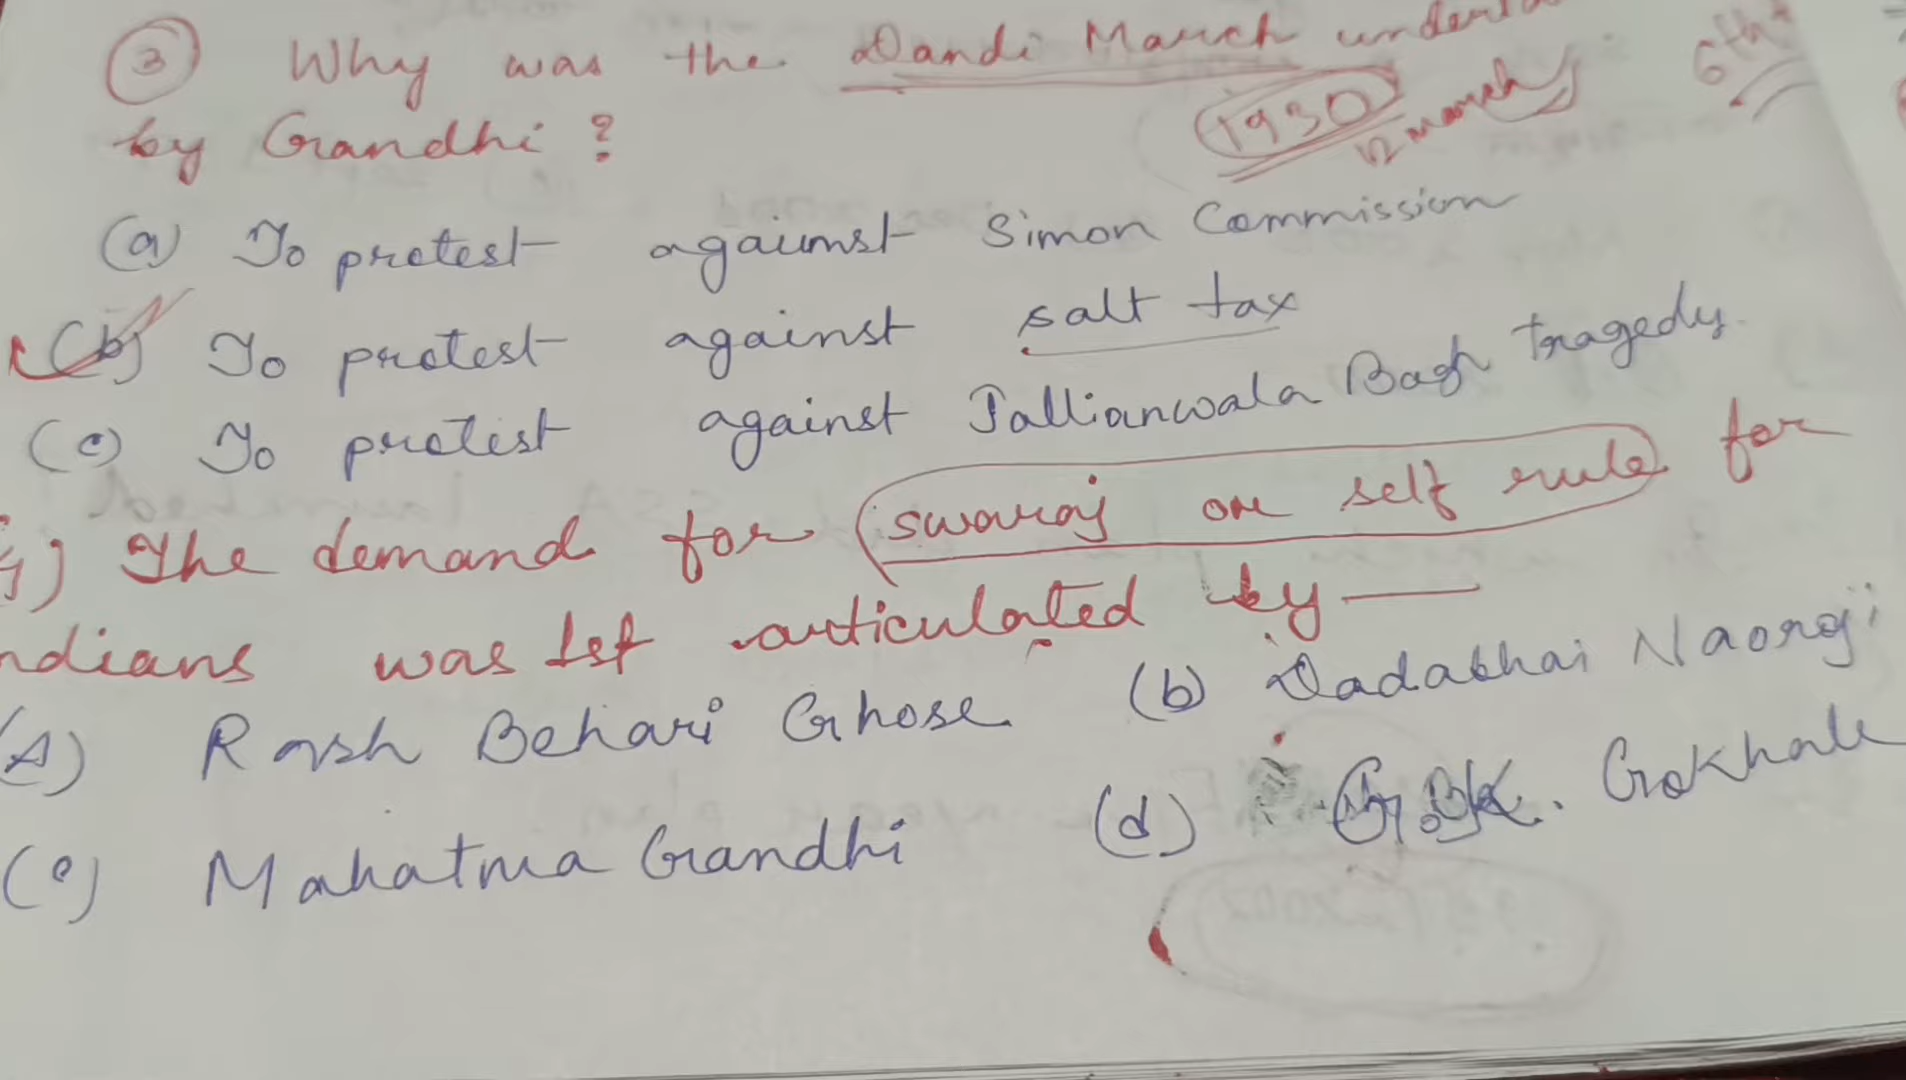 3 Why was the Dandi March
by Gandhi ?
1930
12 march
6th
(a) To protest against Simon Commission
(b) To protest against salt tax
(c) To protest against Jallianwala Bagh tragedy.
4) The demand for swaraj or self rule for
ndians was 1st articulated by —
(A) Rash Behari Ghose (b) Dadabhai Naoroji
(c) Mahatma Gandhi (d) G.K. Gokhale